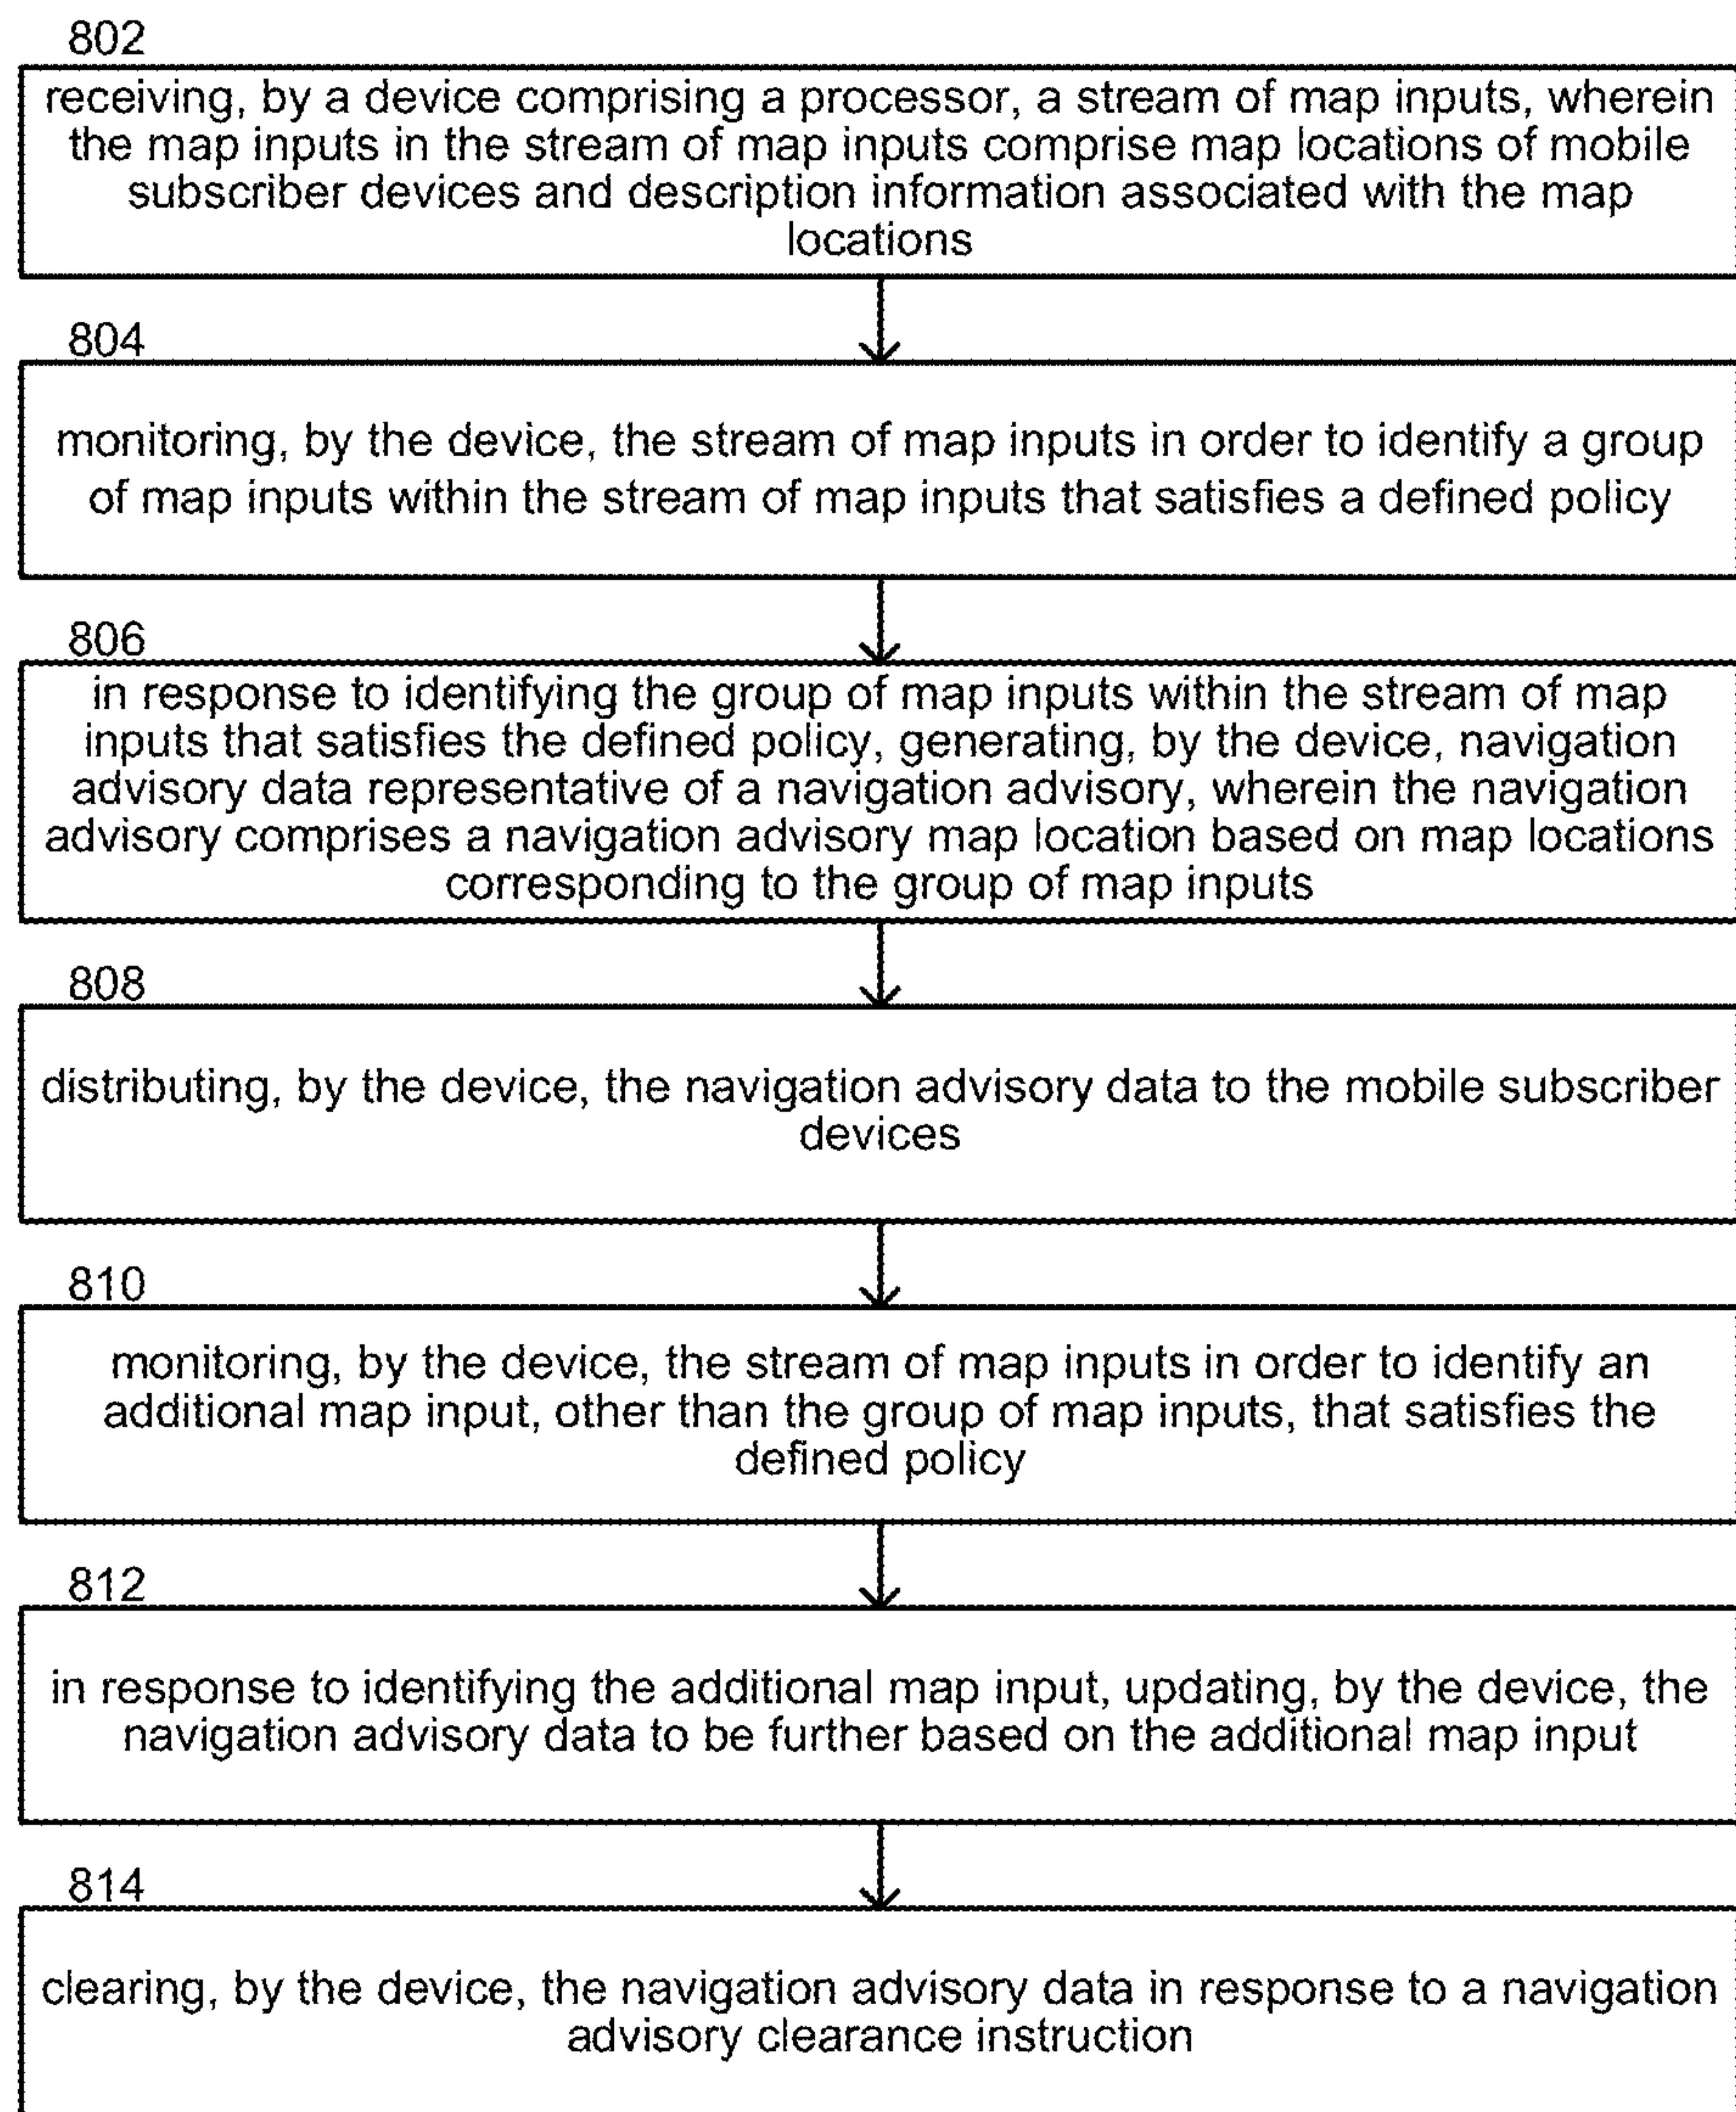 802
receiving, by a device comprising a processor, a stream of map inputs, wherein
the map inputs in the stream of map inputs comprise map locations of mobile
subscriber devices and description information associated with the map
locations
804
monitoring, by the device, the stream of map inputs in order to identify a group
of map inputs within the stream of map inputs that satisfies a defined policy
806
in response to identifying the group of map inputs within the stream of map
inputs that satisfies the defined policy, generating, by the device, navigation
advisory data representative of a navigation advisory, wherein the navigation
advisory comprises a navigation advisory map location based on map locations
corresponding to the group of map inputs
808
distributing, by the device, the navigation advisory data to the mobile subscriber
devices
810
monitoring, by the device, the stream of map inputs in order to identify an
additional map input, other than the group of map inputs, that satisfies the
defined policy
812
in response to identifying the additional map input, updating, by the device, the
navigation advisory data to be further based on the additional map input
814
clearing, by the device, the navigation advisory data in response to a navigation
advisory clearance instruction